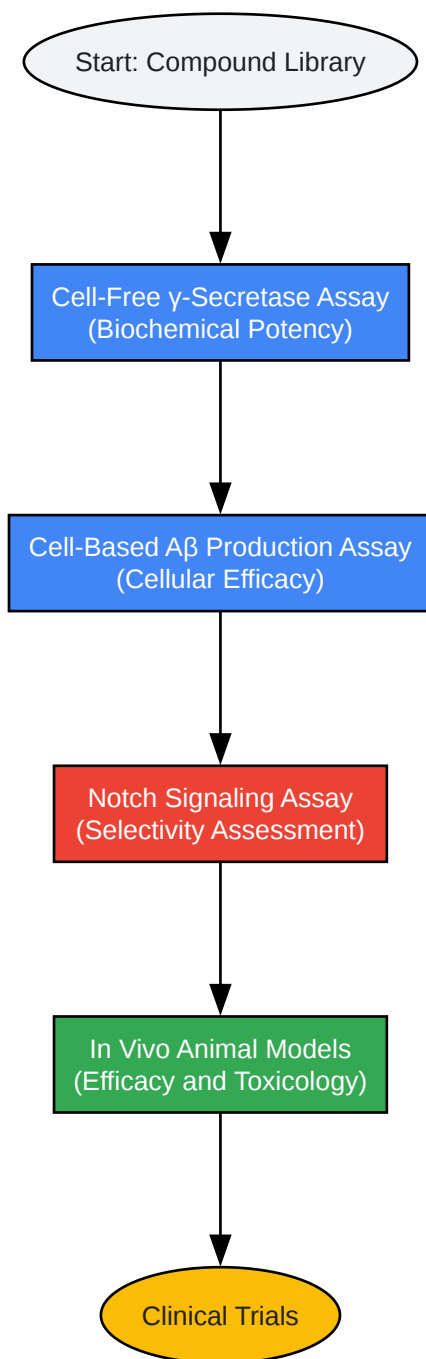 Start: Compound Library
Cell-Free γ-Secretase Assay
(Biochemical Potency)
Cell-Based Aβ Production Assay
(Cellular Efficacy)
Notch Signaling Assay
(Selectivity Assessment)
In Vivo Animal Models
(Efficacy and Toxicology)
Clinical Trials